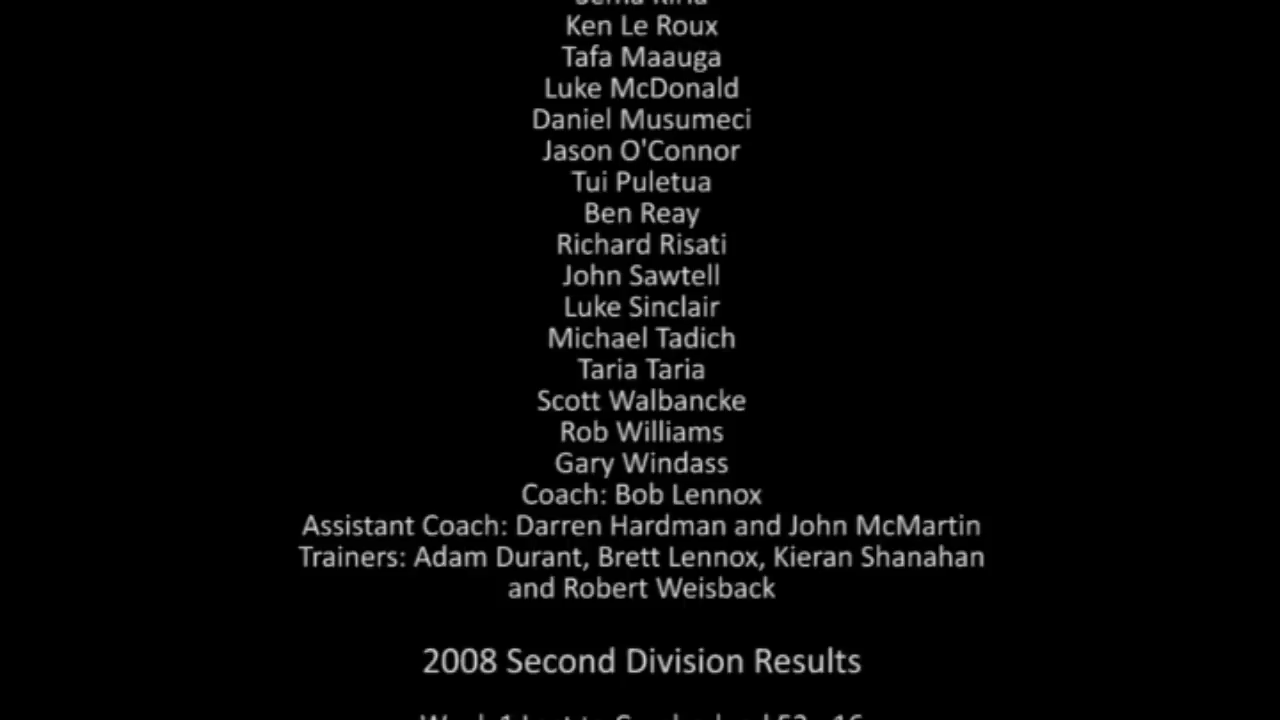 Ken Le Roux
Tafa Maauga
Luke McDonald
Daniel Musumeci
Jason O'Connor
Tui Puletua
Ben Reay
Richard Risati
John Sawtell
Luke Sinclair
Michael Tadich
Taria Taria
Scott Walbancke
Rob Williams
Gary Windass
Coach: Bob Lennox
Assistant Coach: Darren Hardman and John McMartin
Trainers: Adam Durant, Brett Lennox, Kieran Shanahan
and Robert Weisback
2008 Second Division Results